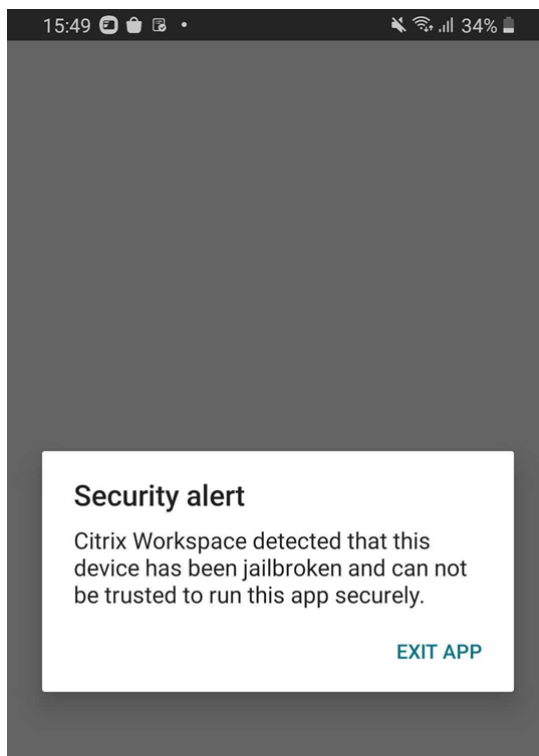 15:49 34%
Security alert
Citrix Workspace detected that this
device has been jailbroken and can not
be trusted to run this app securely.
EXIT APP